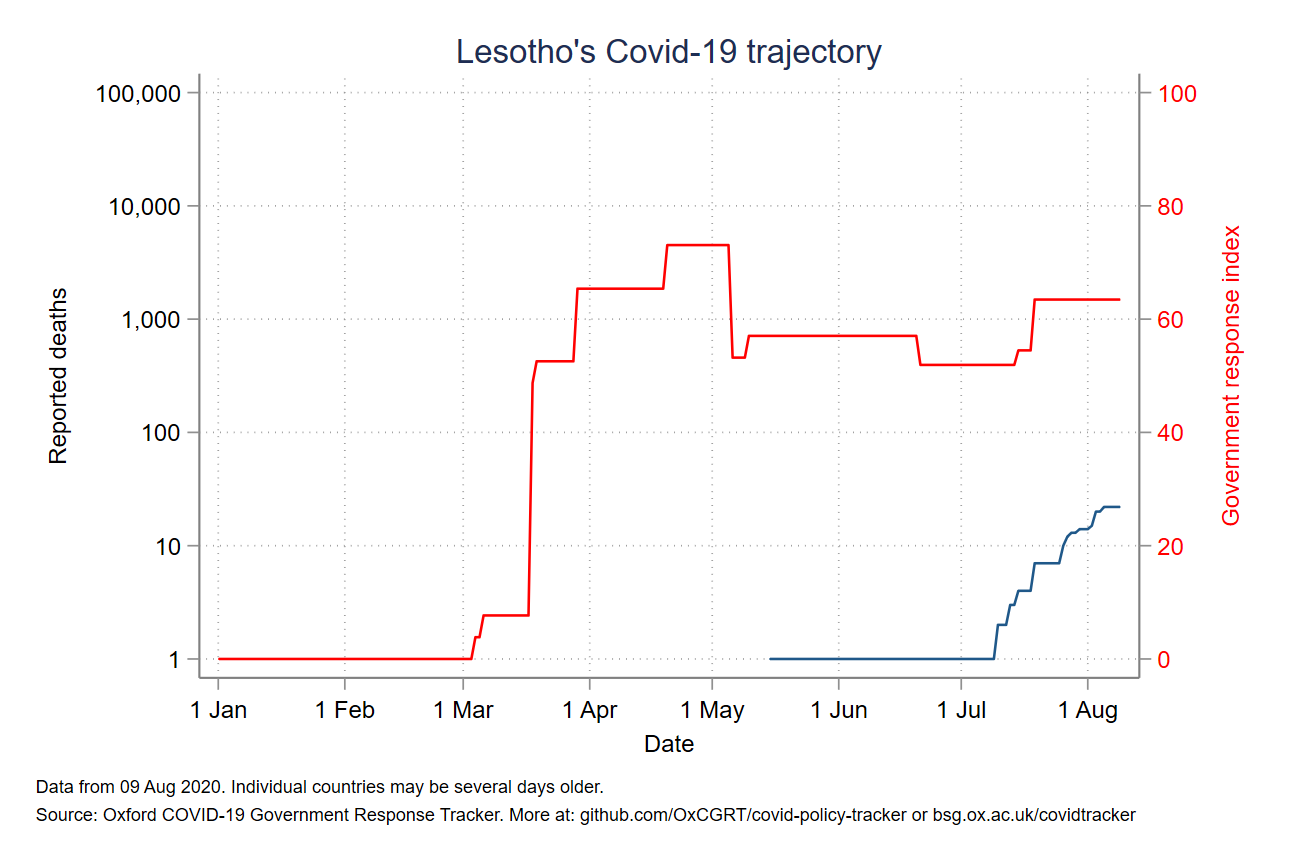 Lesotho's Covid-19 trajectory
100,000
10,000
1,000
100
10
1
Reported deaths
100
80
60
40
20
0
Government response index
1 Jan
1 Feb
1 Mar
1 Apr
1 May
1 Jun
1 Jul
1 Aug
Date
Data from 09 Aug 2020. Individual countries may be several days older.
Source: Oxford COVID-19 Government Response Tracker. More at: github.com/OxCGRT/covid-policy-tracker or bsg.ox.ac.uk/covidtracker